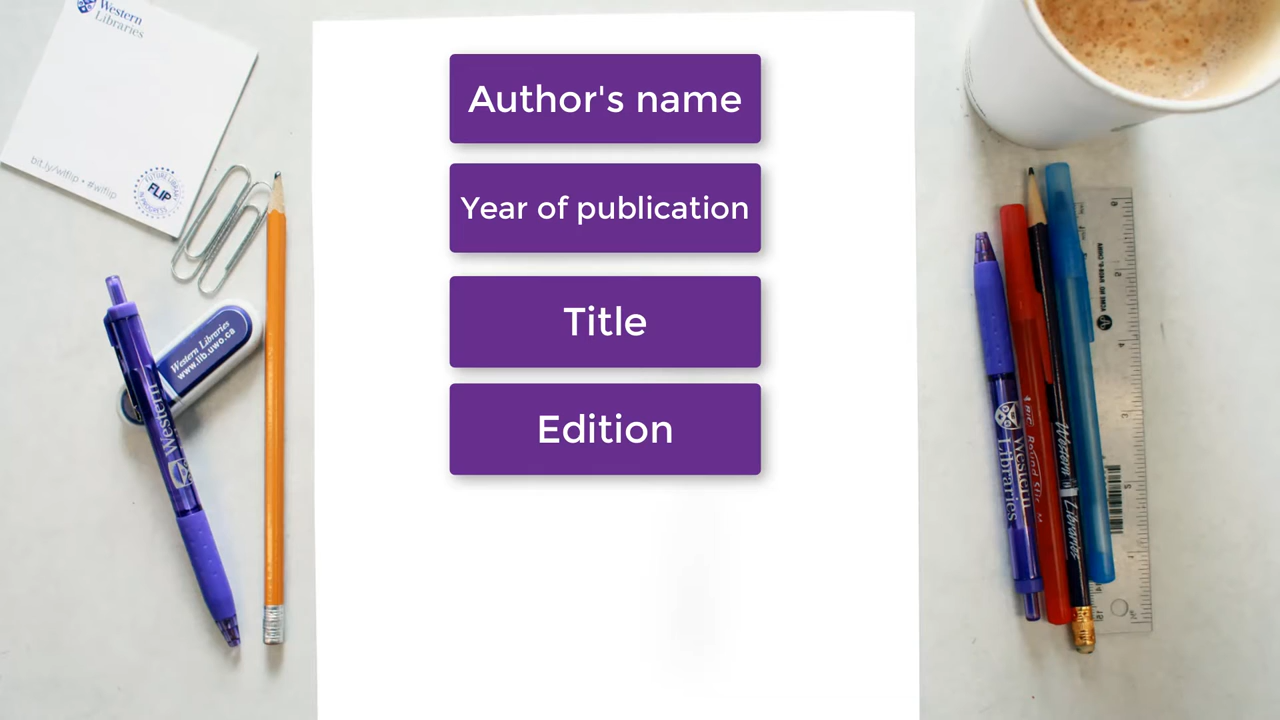 Western
Libraries
bit.ly/wlflip • #wlflip
FLIP
Western Libraries
www.lib.uwo.ca
Western
Author's name
Year of publication
Title
Edition
Western
Libraries
Western Libraries